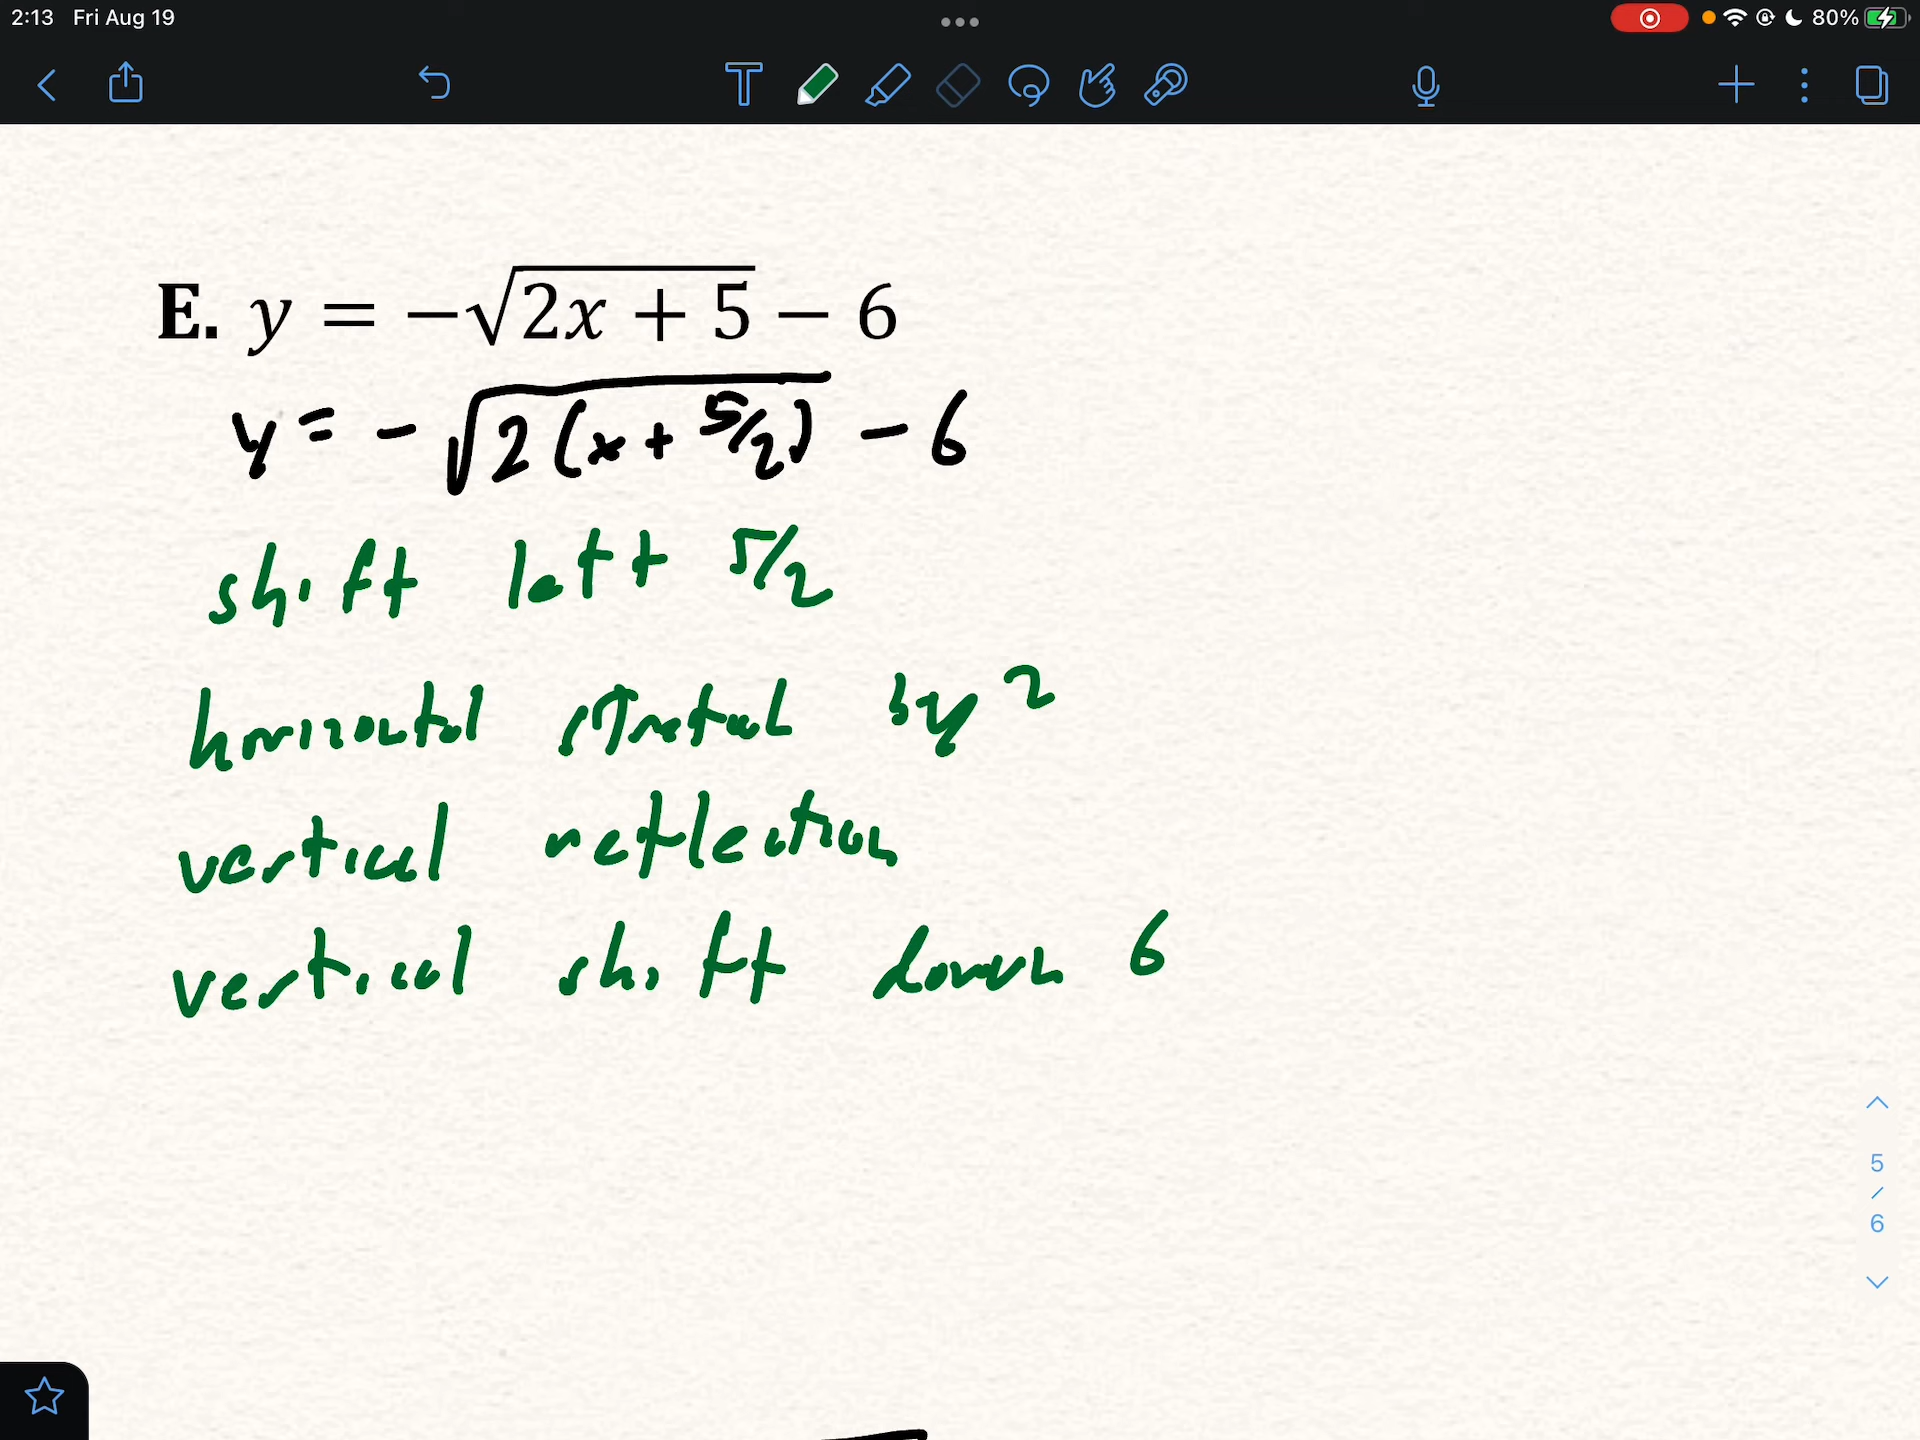 2:13 Fri Aug 19
80%
T
E. y = −√2x + 5 − 6
y = - √2(x + 5/2) - 6
shift left 5/2
horizontal stretch by 2
vertical reflection
vertical shift down 6
5
/
6